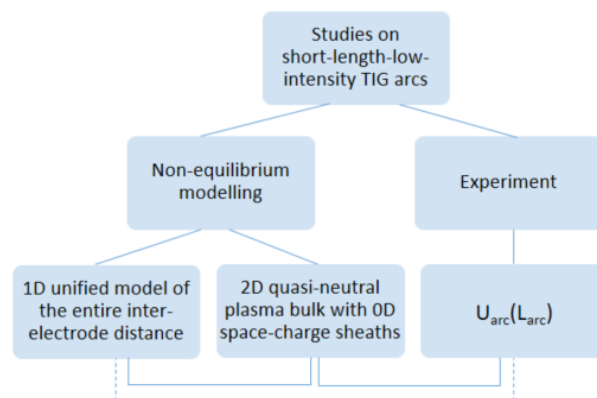 Studies on
short-length-low-
intensity TIG arcs
Non-equilibrium
modelling
Experiment
1D unified model of
the entire inter-
electrode distance
2D quasi-neutral
plasma bulk with 0D
space-charge sheaths
Uarc(Larc)